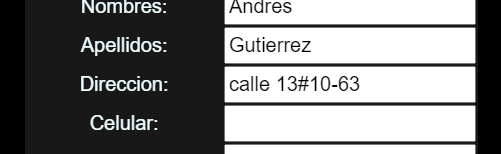 Nombres: Andres
Apellidos: Gutierrez
Direccion: calle 13#10-63
Celular: